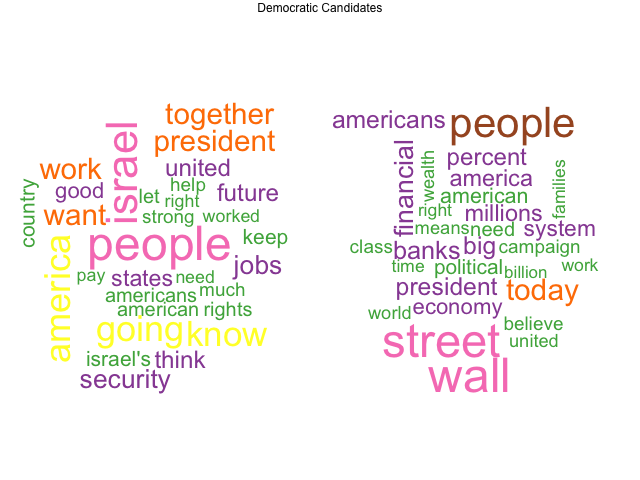 Democratic Candidates
together
president
israel
work
united
good
help
let
right
future
country
want
strong
worked
people
keep
america
pay
states
need
jobs
americans
much
american
rights
going
know
israel's
think
security
americans
people
financial
wealth
percent
america
families
american
right
millions
means
need
system
class
banks
big
campaign
time
political
billion
work
president
today
world
economy
believe
street
united
wall